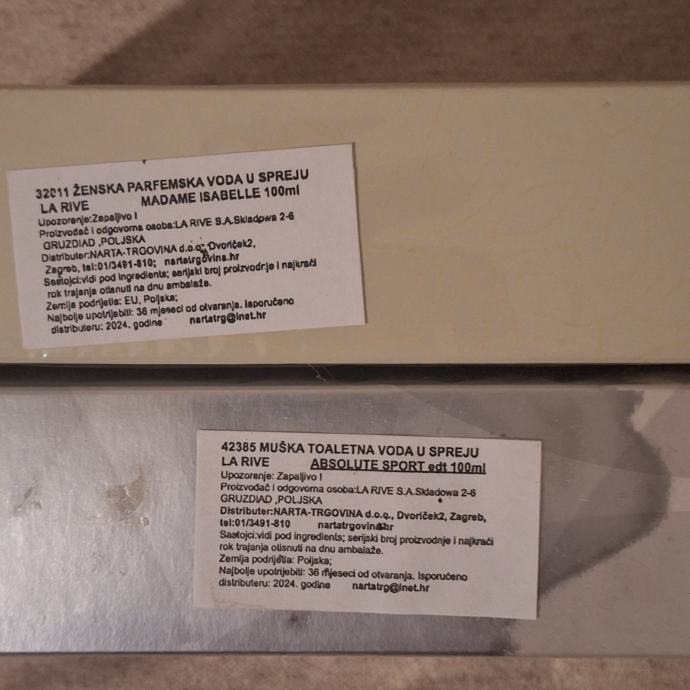 32011 ŽENSKA PARFEMSKA VODA U SPREJU
LA RIVE MADAME ISABELLE 100ml
Upozorenje:Zapaljivo !
Proizvođač i odgovorna osoba:LA RIVE S.A.Skladowa 2-6
GRUZDIAD ,POLJSKA
Distributer:NARTA-TRGOVINA d.o.o., Dvoriček2,
Zagreb, tel:01/3491-810; nartatrgovina.hr
Sastojci:vidi pod ingredients; serijski broj proizvodnje i najkraći
rok trajanja otisnuti na dnu ambalaže.
Zemlja podrijetla: EU, Poljska;
Najbolje upotrijebiti: 36 mjeseci od otvaranja. Isporučeno
distributeru: 2024. godine nartatrg@inet.hr
42385 MUŠKA TOALETNA VODA U SPREJU
LA RIVE ABSOLUTE SPORT edt 100ml
Upozorenje: Zapaljivo !
Proizvođač i odgovorna osoba:LA RIVE S.A.Skladowa 2-6
GRUZDIAD ,POLJSKA
Distributer:NARTA-TRGOVINA d.o.o., Dvoriček2, Zagreb,
tel:01/3491-810 nartatrgovina.hr
Sastojci:vidi pod ingredients; serijski broj proizvodnje i najkraći
rok trajanja otisnuti na dnu ambalaže.
Zemlja podrijetla: Poljska;
Najbolje upotrijebiti: 36 mjeseci od otvaranja. Isporučeno
distributeru: 2024. godine nartatrg@inet.hr